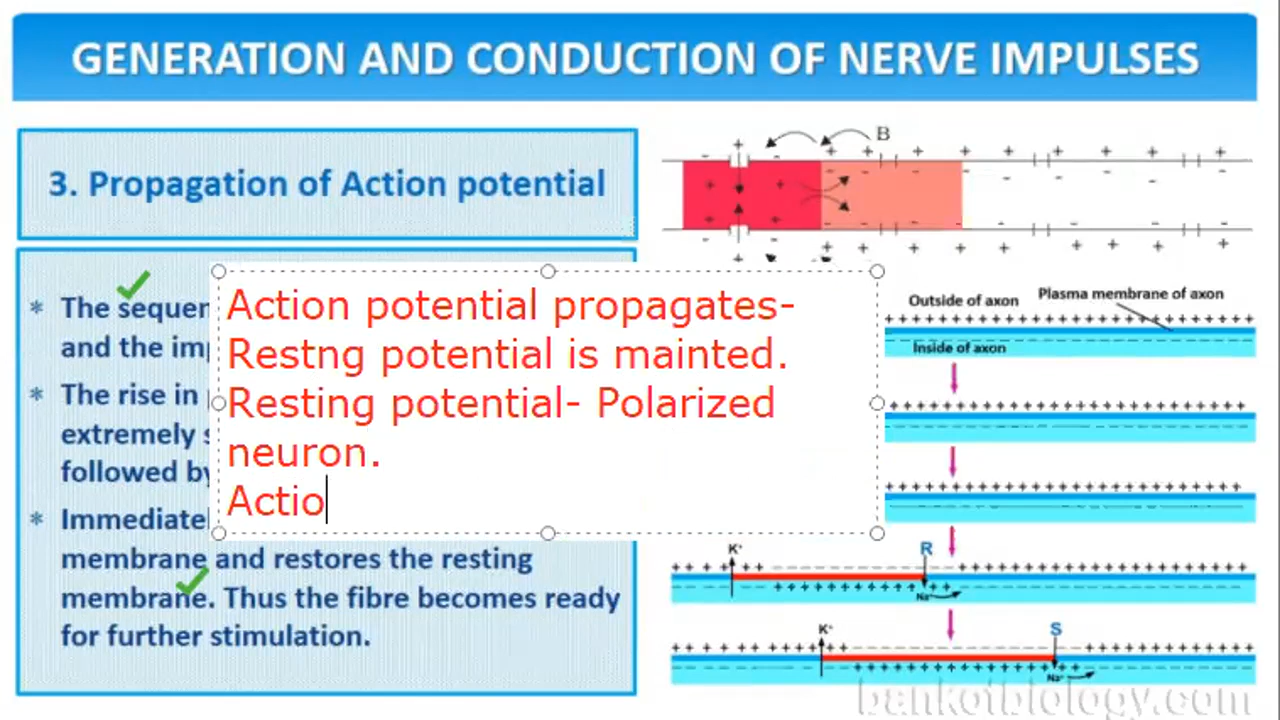 GENERATION AND CONDUCTION OF NERVE IMPULSES
3. Propagation of Action potential
* The sequen
and the imp
* The rise in
extremely s
followed by
* Immediatel
membrane and restores the resting
membrane. Thus the fibre becomes ready
for further stimulation.
Action potential propagates-
Restng potential is mainted.
Resting potential- Polarized
neuron.
Actio
B
Outside of axon
Plasma membrane of axon
Inside of axon
K+
R
Na+
K+
S
Na+
bankofbiology.com